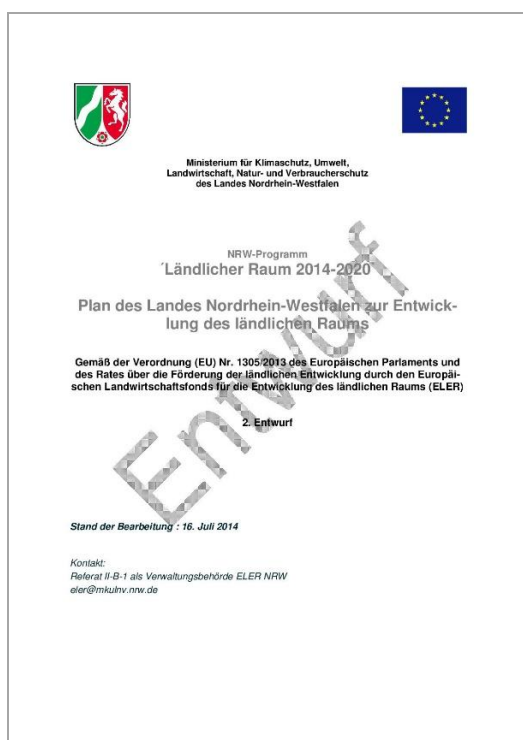 Ministerium für Klimaschutz, Umwelt,
Landwirtschaft, Natur- und Verbraucherschutz
des Landes Nordrhein-Westfalen
NRW-Programm
´Ländlicher Raum 2014-2020`
Plan des Landes Nordrhein-Westfalen zur Entwick-
lung des ländlichen Raums
Gemäß der Verordnung (EU) Nr. 1305/2013 des Europäischen Parlaments und
des Rates über die Förderung der ländlichen Entwicklung durch den Europäi-
schen Landwirtschaftsfonds für die Entwicklung des ländlichen Raums (ELER)
2. Entwurf
Entwurf
Stand der Bearbeitung : 16. Juli 2014
Kontakt:
Referat II-B-1 als Verwaltungsbehörde ELER NRW
eler@mkulnv.nrw.de